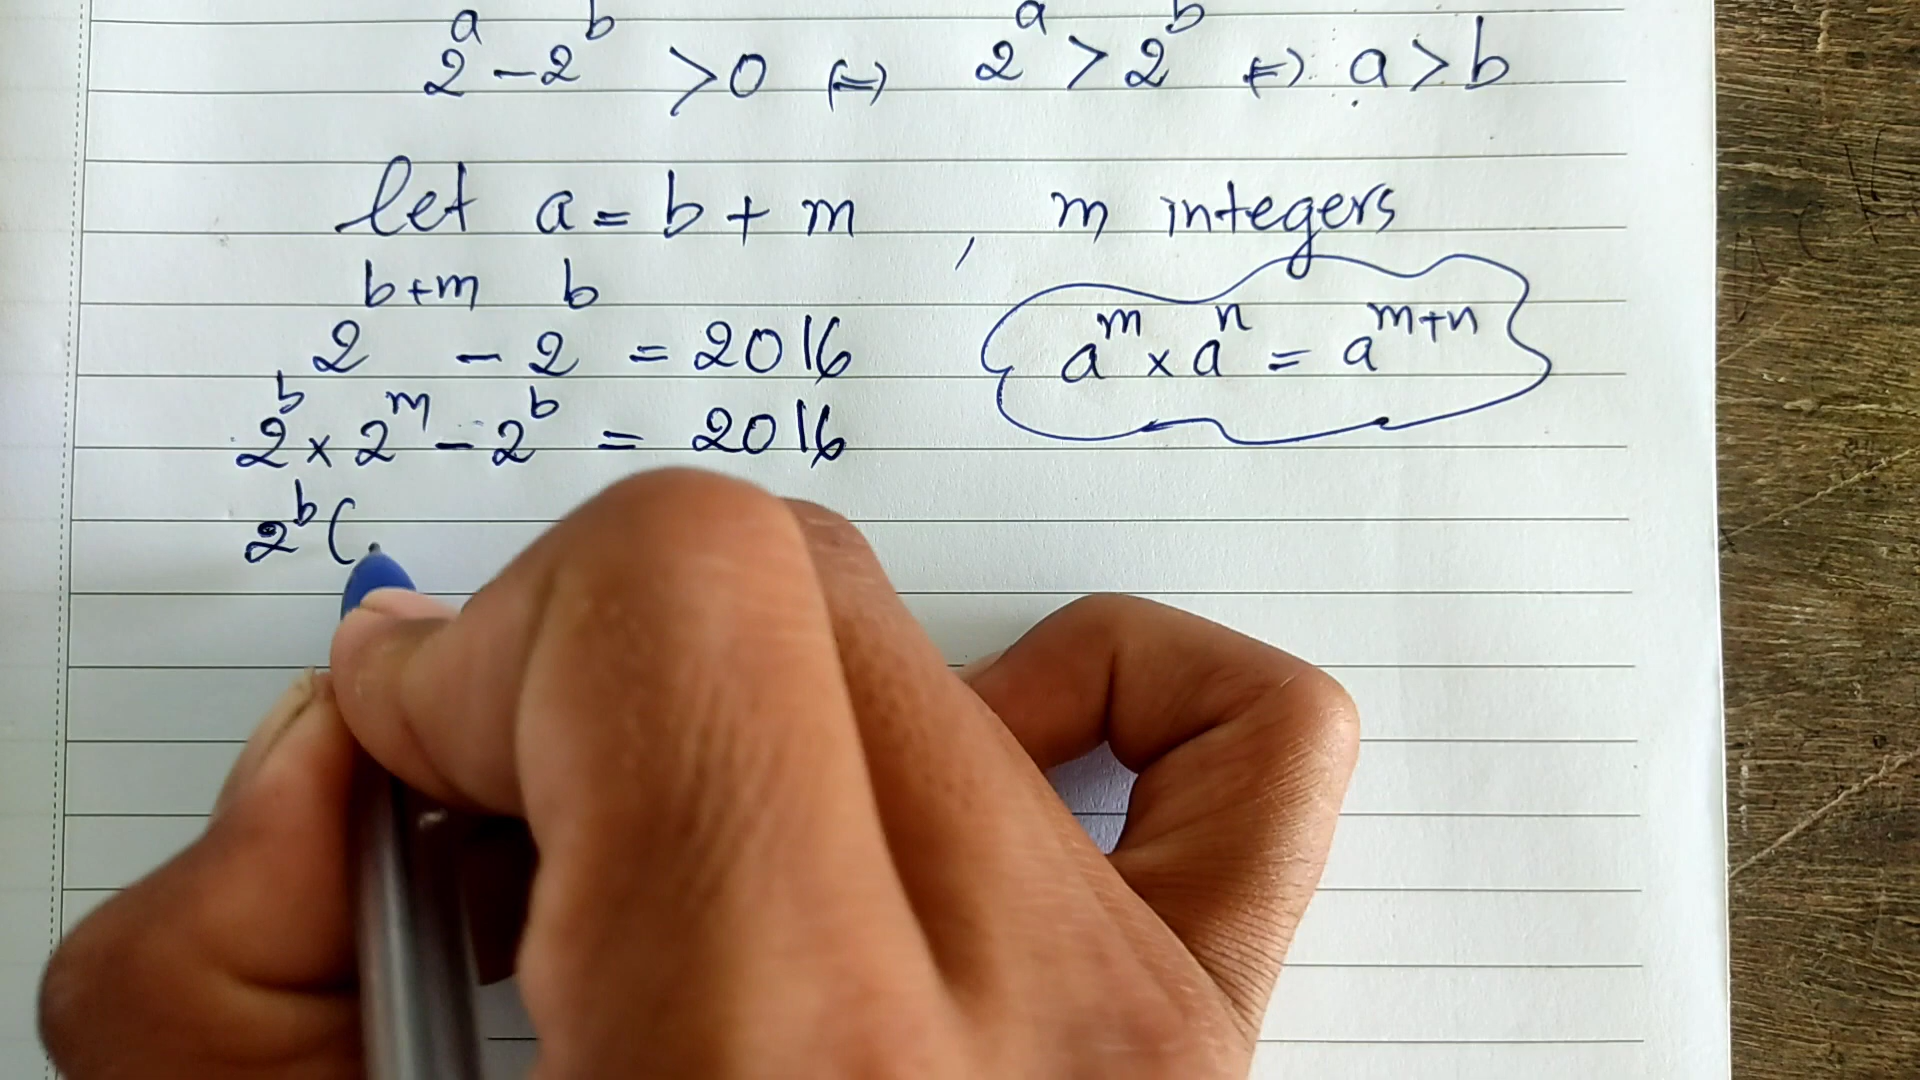 2^a - 2^b > 0 ⇔ 2^a > 2^b ⇔ a > b
let a = b + m , m integers
2^{b+m} - 2^b = 2016
a^m × a^n = a^{m+n}
2^b × 2^m - 2^b = 2016
2^b (